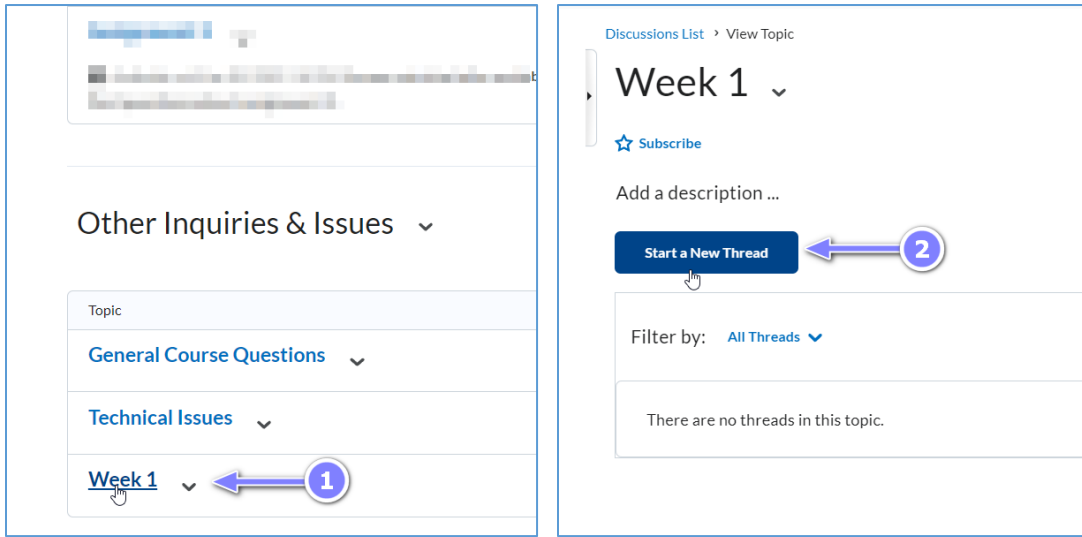 Other Inquiries & Issues
Topic
General Course Questions
Technical Issues
Week 1
1
Discussions List › View Topic
Week 1
Subscribe
Add a description ...
Start a New Thread
2
Filter by: All Threads
There are no threads in this topic.